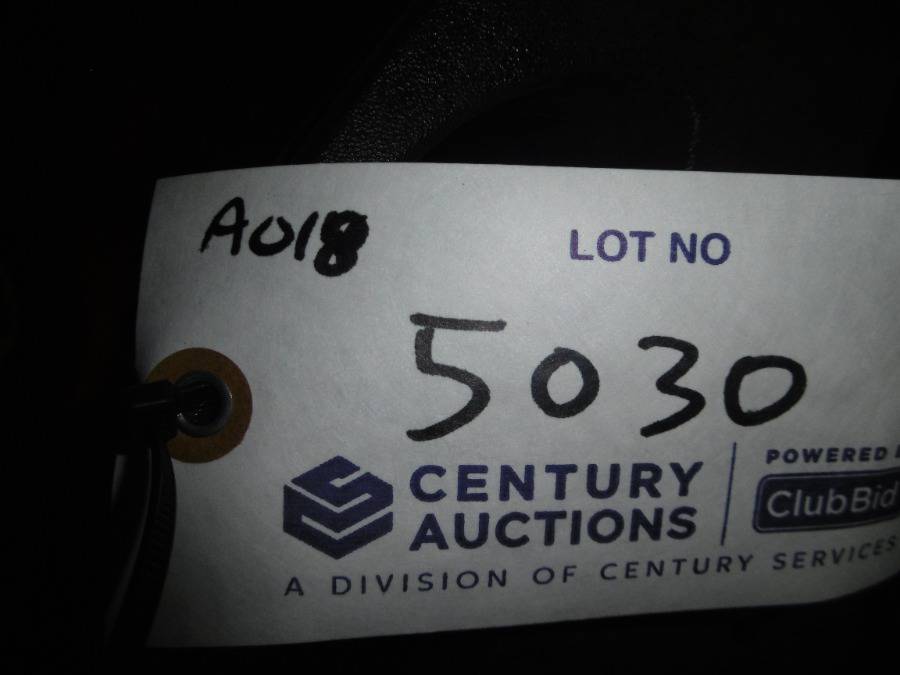 A018
LOT NO
5030
CENTURY AUCTIONS
POWERED
ClubBid
A DIVISION OF CENTURY SERVICES